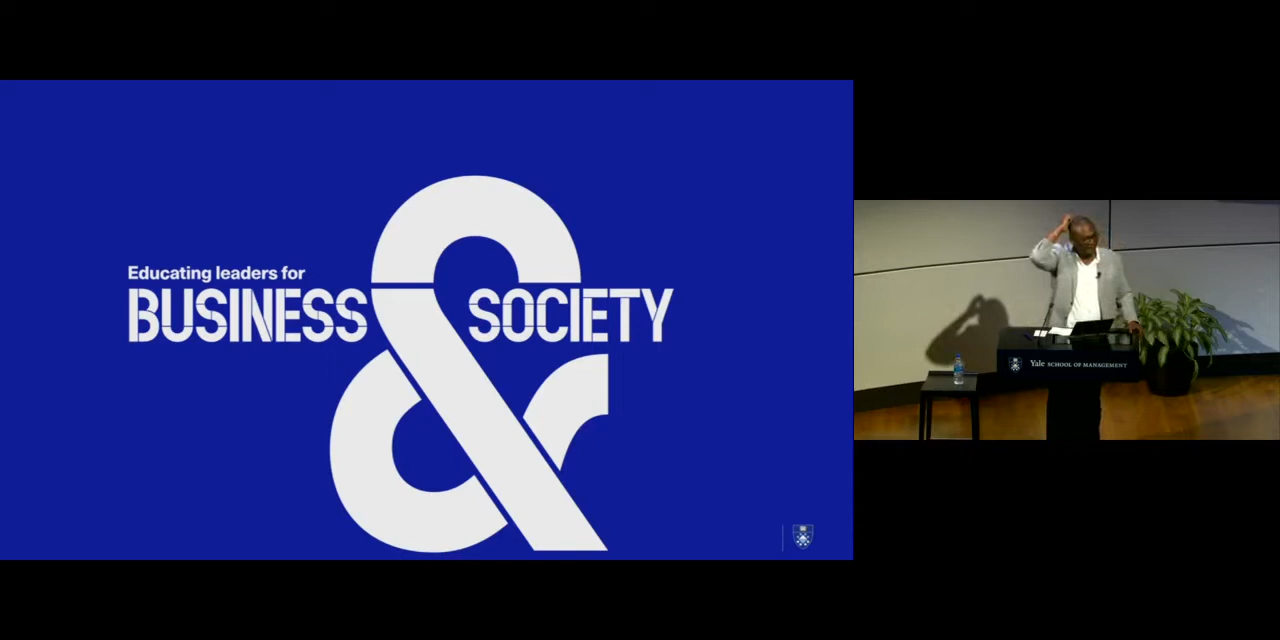 Educating leaders for
BUSINESS & SOCIETY
Yale SCHOOL OF MANAGEMENT